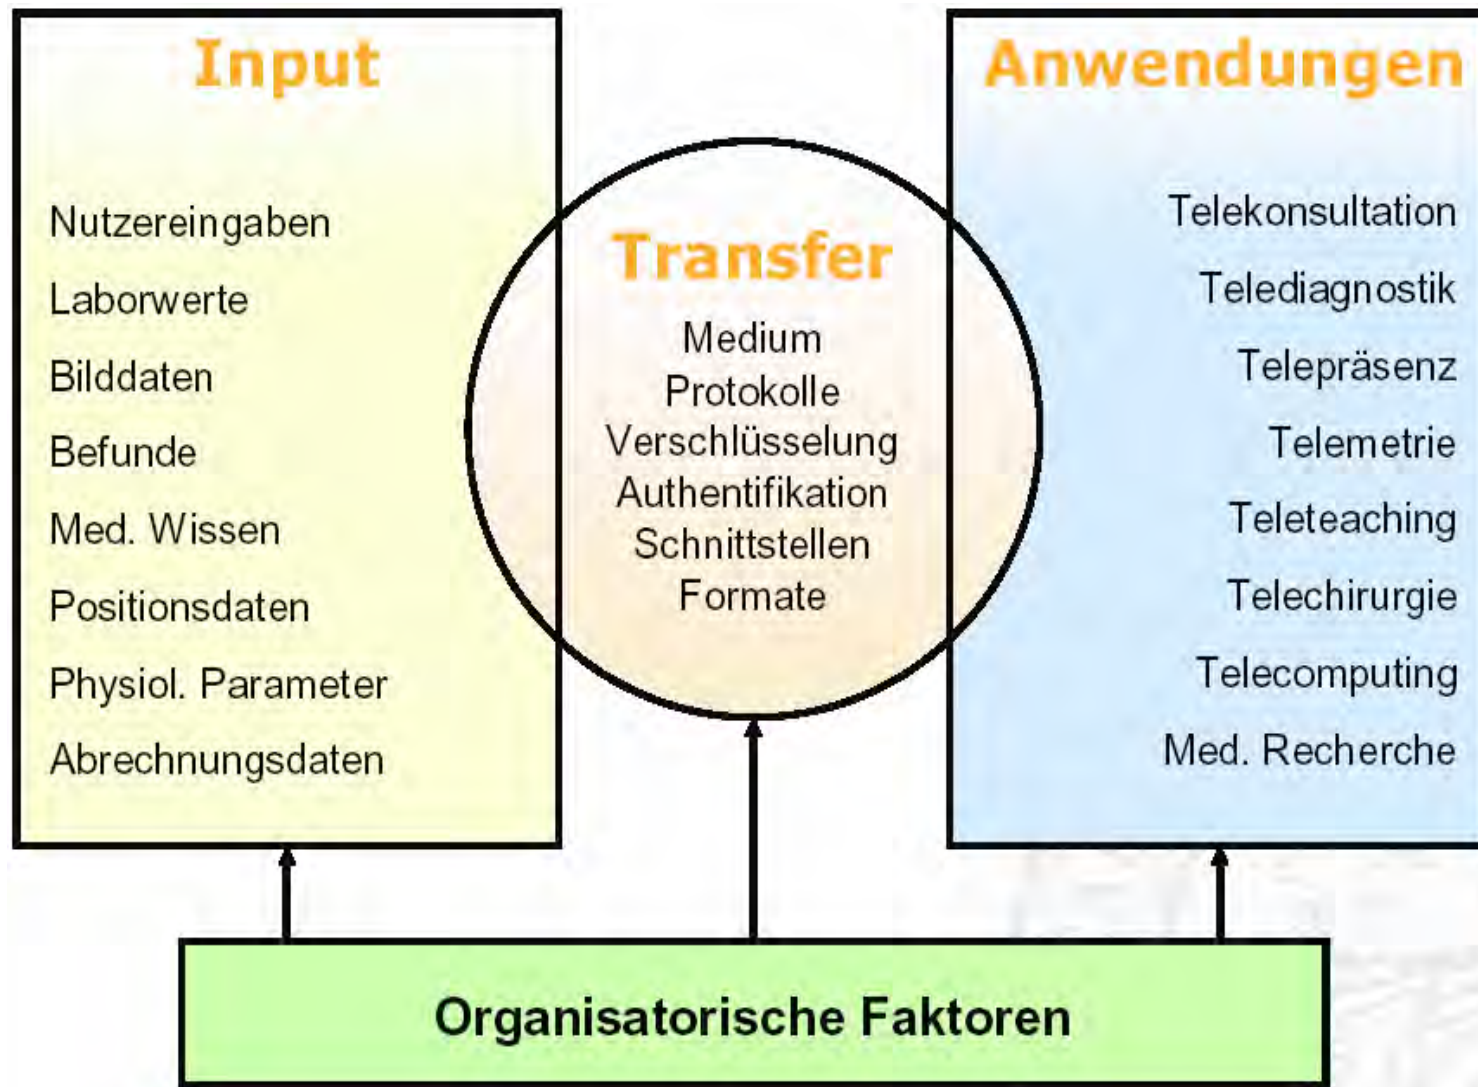 Input
Nutzereingaben
Laborwerte
Bilddaten
Befunde
Med. Wissen
Positionsdaten
Physiol. Parameter
Abrechnungsdaten
Transfer
Medium
Protokolle
Verschlüsselung
Authentifikation
Schnittstellen
Formate
Anwendungen
Telekonsultation
Telediagnostik
Telepräsenz
Telemetrie
Teleteaching
Telechirurgie
Telecomputing
Med. Recherche
Organisatorische Faktoren